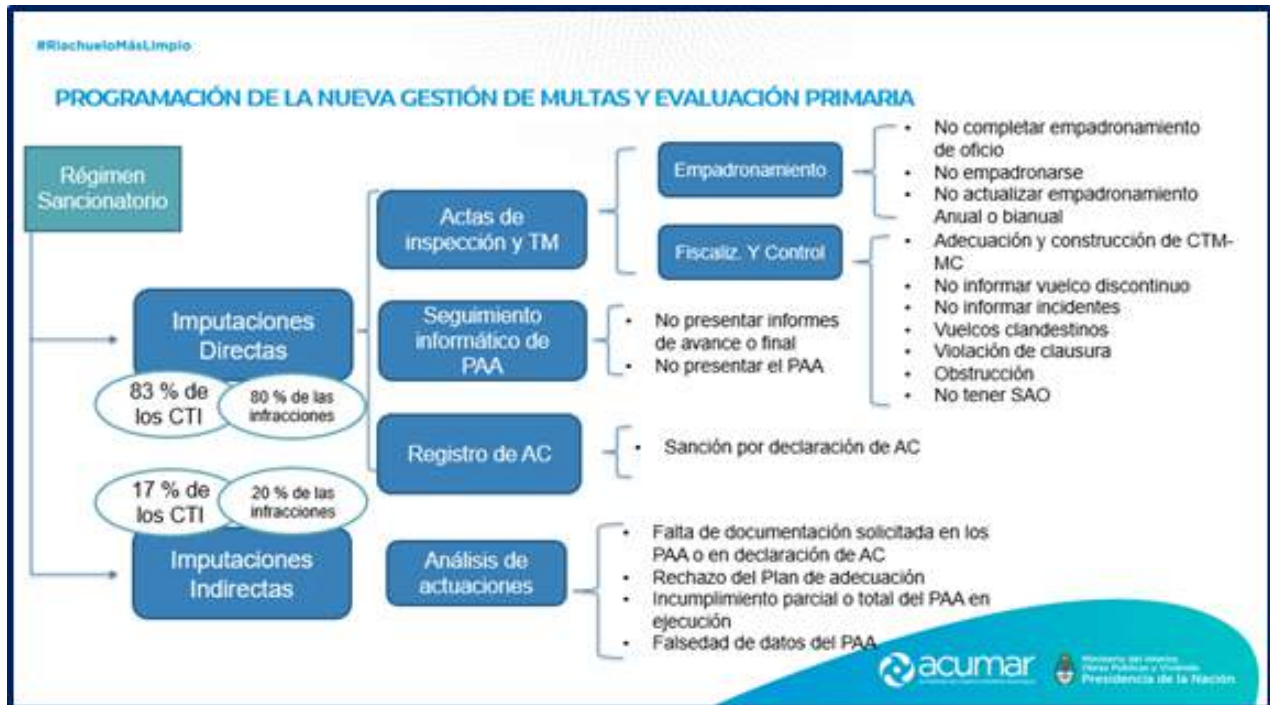 #RiachueloMásLimpio
PROGRAMACIÓN DE LA NUEVA GESTIÓN DE MULTAS Y EVALUACIÓN PRIMARIA
Régimen
Sancionatorio
Imputaciones
Directas
83 % de
los CTI
80 % de las
infracciones
Actas de
inspección y TM
Empadronamiento
• No completar empadronamiento
de oficio
• No empadronarse
• No actualizar empadronamiento
Anual o bianual
Fiscaliz. Y Control
• Adecuación y construcción de CTM-
MC
• No informar vuelco discontinuo
• No informar incidentes
• Vuelcos clandestinos
• Violación de clausura
• Obstrucción
• No tener SAO
Seguimiento
informático de
PAA
• No presentar informes
de avance o final
• No presentar el PAA
Registro de AC
• Sanción por declaración de AC
17 % de
los CTI
20 % de las
infracciones
Imputaciones
Indirectas
Análisis de
actuaciones
• Falta de documentación solicitada en los
PAA o en declaración de AC
• Rechazo del Plan de adecuación
• Incumplimiento parcial o total del PAA en
ejecución
• Falsedad de datos del PAA
acumar
Ministerio del Interior,
Obras Públicas y Vivienda
Presidencia de la Nación